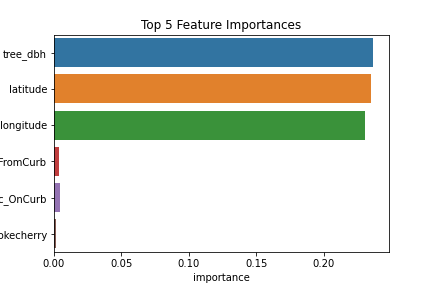 Top 5 Feature Importances
tree_dbh
latitude
longitude
FromCurb
c_OnCurb
okecherry
0.00 0.05 0.10 0.15 0.20
importance